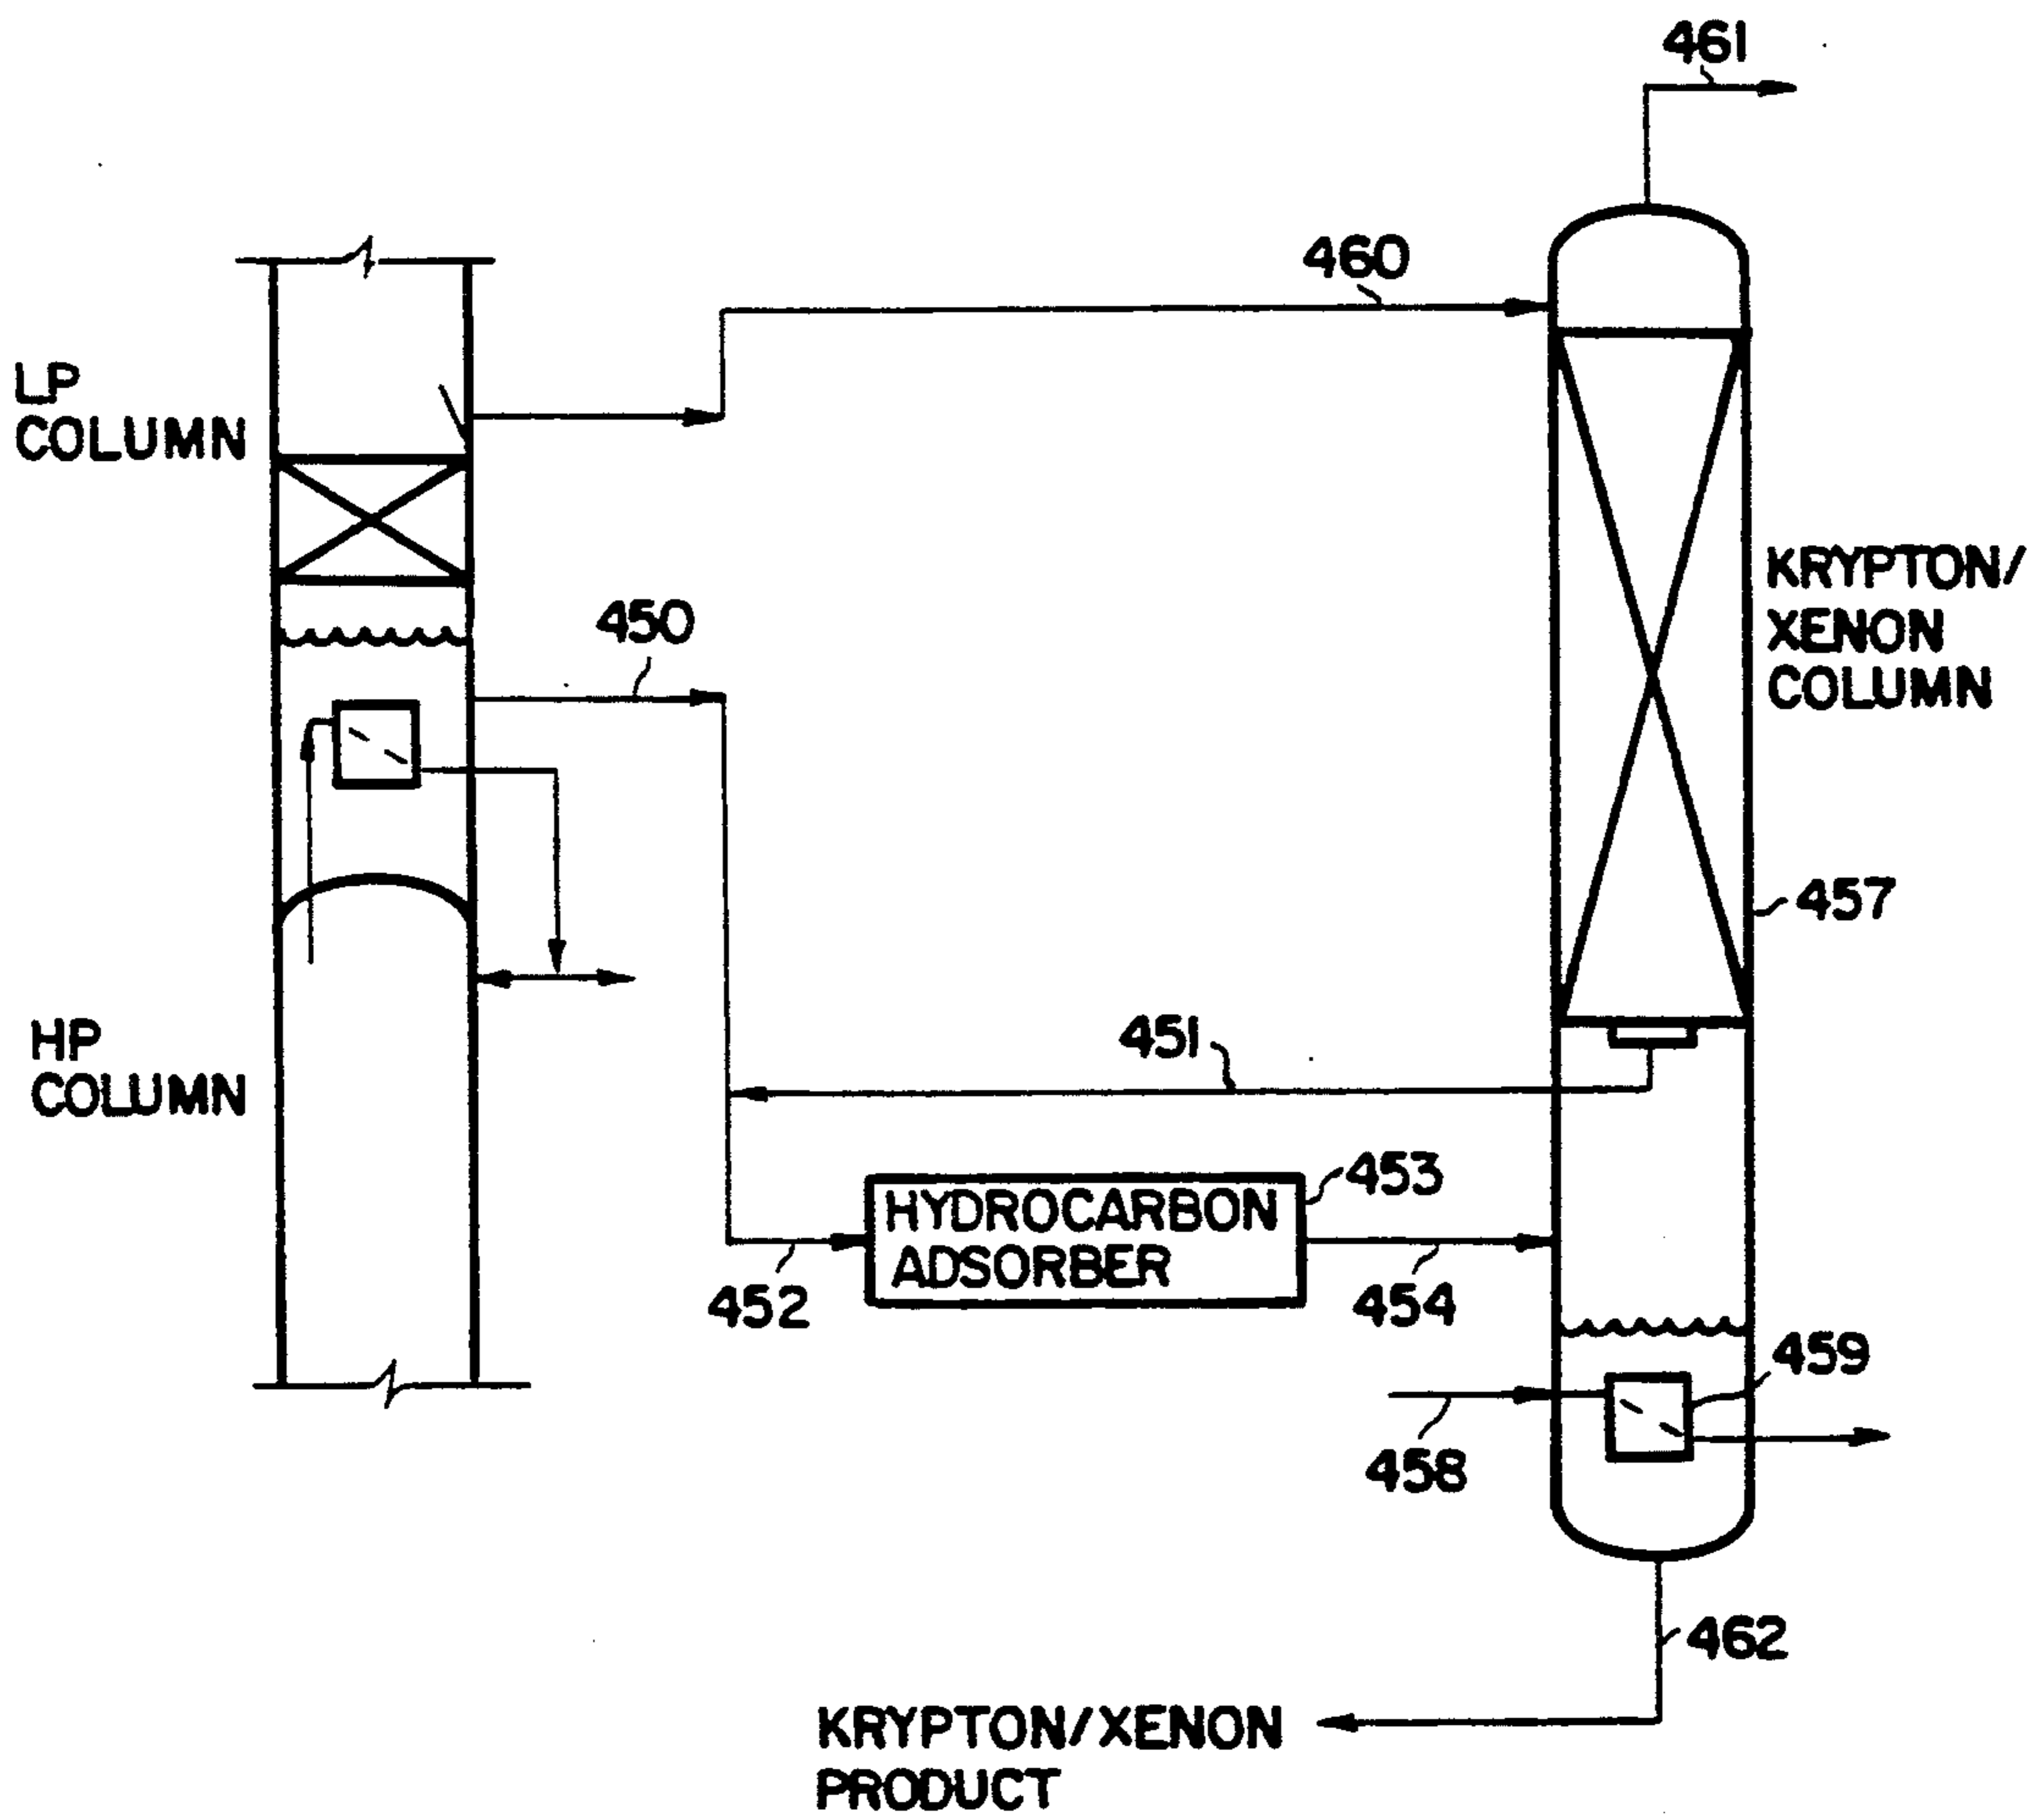 461
460
LP
COLUMN
450
KRYPTON/
XENON
COLUMN
457
HP
COLUMN
451
453
HYDROCARBON
ADSORBER
452
454
459
458
462
KRYPTON/XENON
PRODUCT